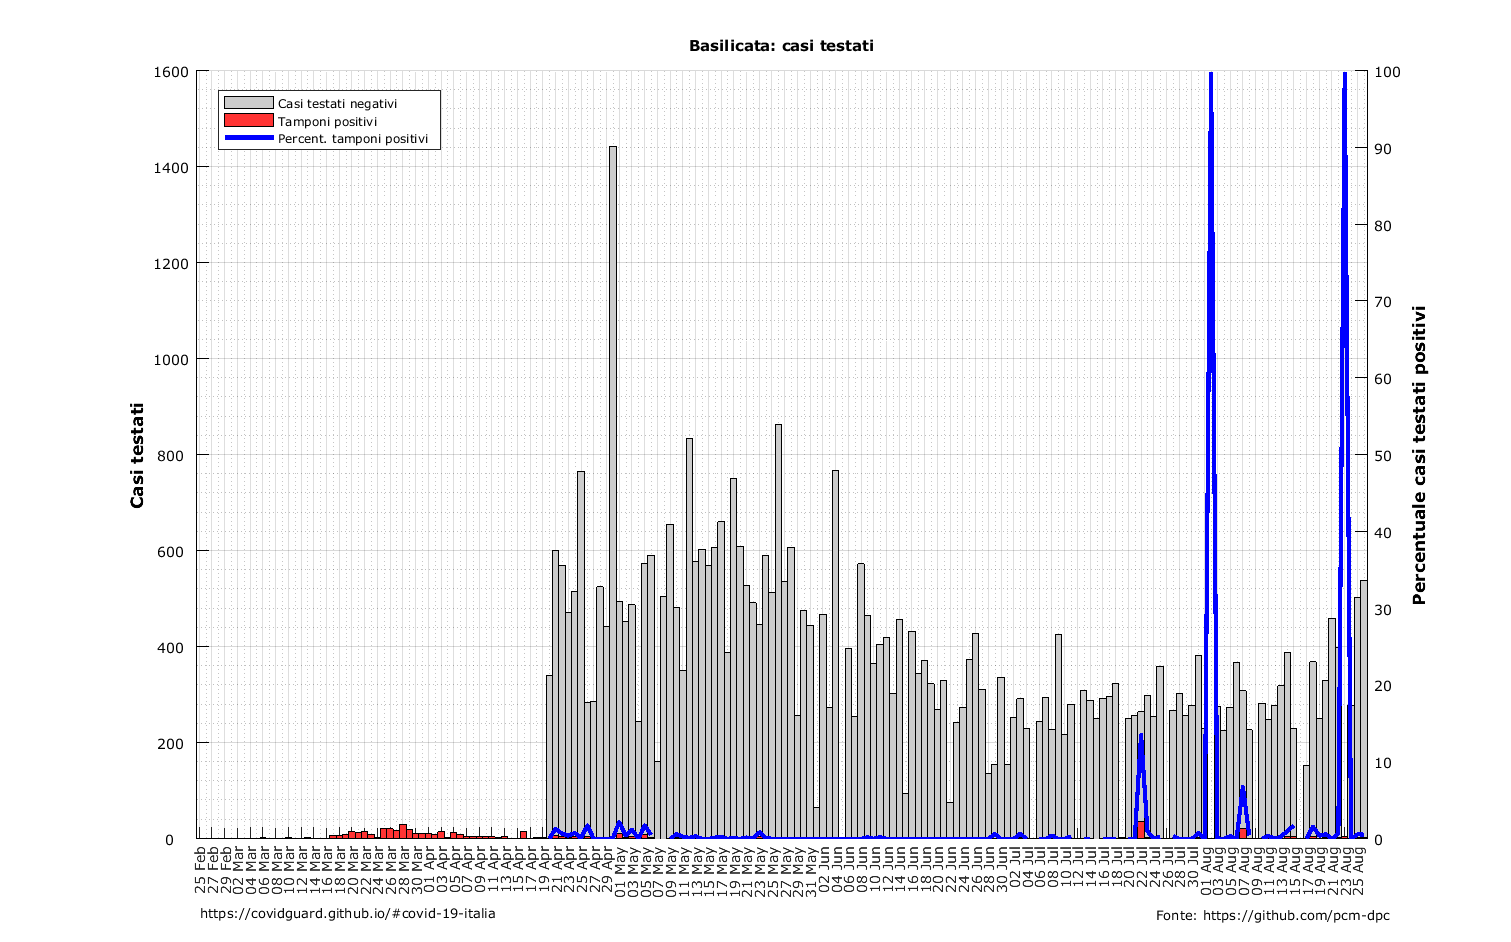 Basilicata: casi testati
1600
1400
1200
1000
800
600
400
200
0
Casi testati
Casi testati negativi
Tamponi positivi
Percent. tamponi positivi
100
90
80
70
60
50
40
30
20
10
0
Percentuale casi testati positivi
25 Feb
27 Feb
29 Feb
02 Mar
04 Mar
06 Mar
08 Mar
10 Mar
12 Mar
14 Mar
16 Mar
18 Mar
20 Mar
22 Mar
24 Mar
26 Mar
28 Mar
30 Mar
01 Apr
03 Apr
05 Apr
07 Apr
09 Apr
11 Apr
13 Apr
15 Apr
17 Apr
19 Apr
21 Apr
23 Apr
25 Apr
27 Apr
29 Apr
01 May
03 May
05 May
07 May
09 May
11 May
13 May
15 May
17 May
19 May
21 May
23 May
25 May
27 May
29 May
31 May
02 Jun
04 Jun
06 Jun
08 Jun
10 Jun
12 Jun
14 Jun
16 Jun
18 Jun
20 Jun
22 Jun
24 Jun
26 Jun
28 Jun
30 Jun
02 Jul
04 Jul
06 Jul
08 Jul
10 Jul
12 Jul
14 Jul
16 Jul
18 Jul
20 Jul
22 Jul
24 Jul
26 Jul
28 Jul
30 Jul
01 Aug
03 Aug
05 Aug
07 Aug
09 Aug
11 Aug
13 Aug
15 Aug
17 Aug
19 Aug
21 Aug
23 Aug
25 Aug
https://covidguard.github.io/#covid-19-italia
Fonte: https://github.com/pcm-dpc